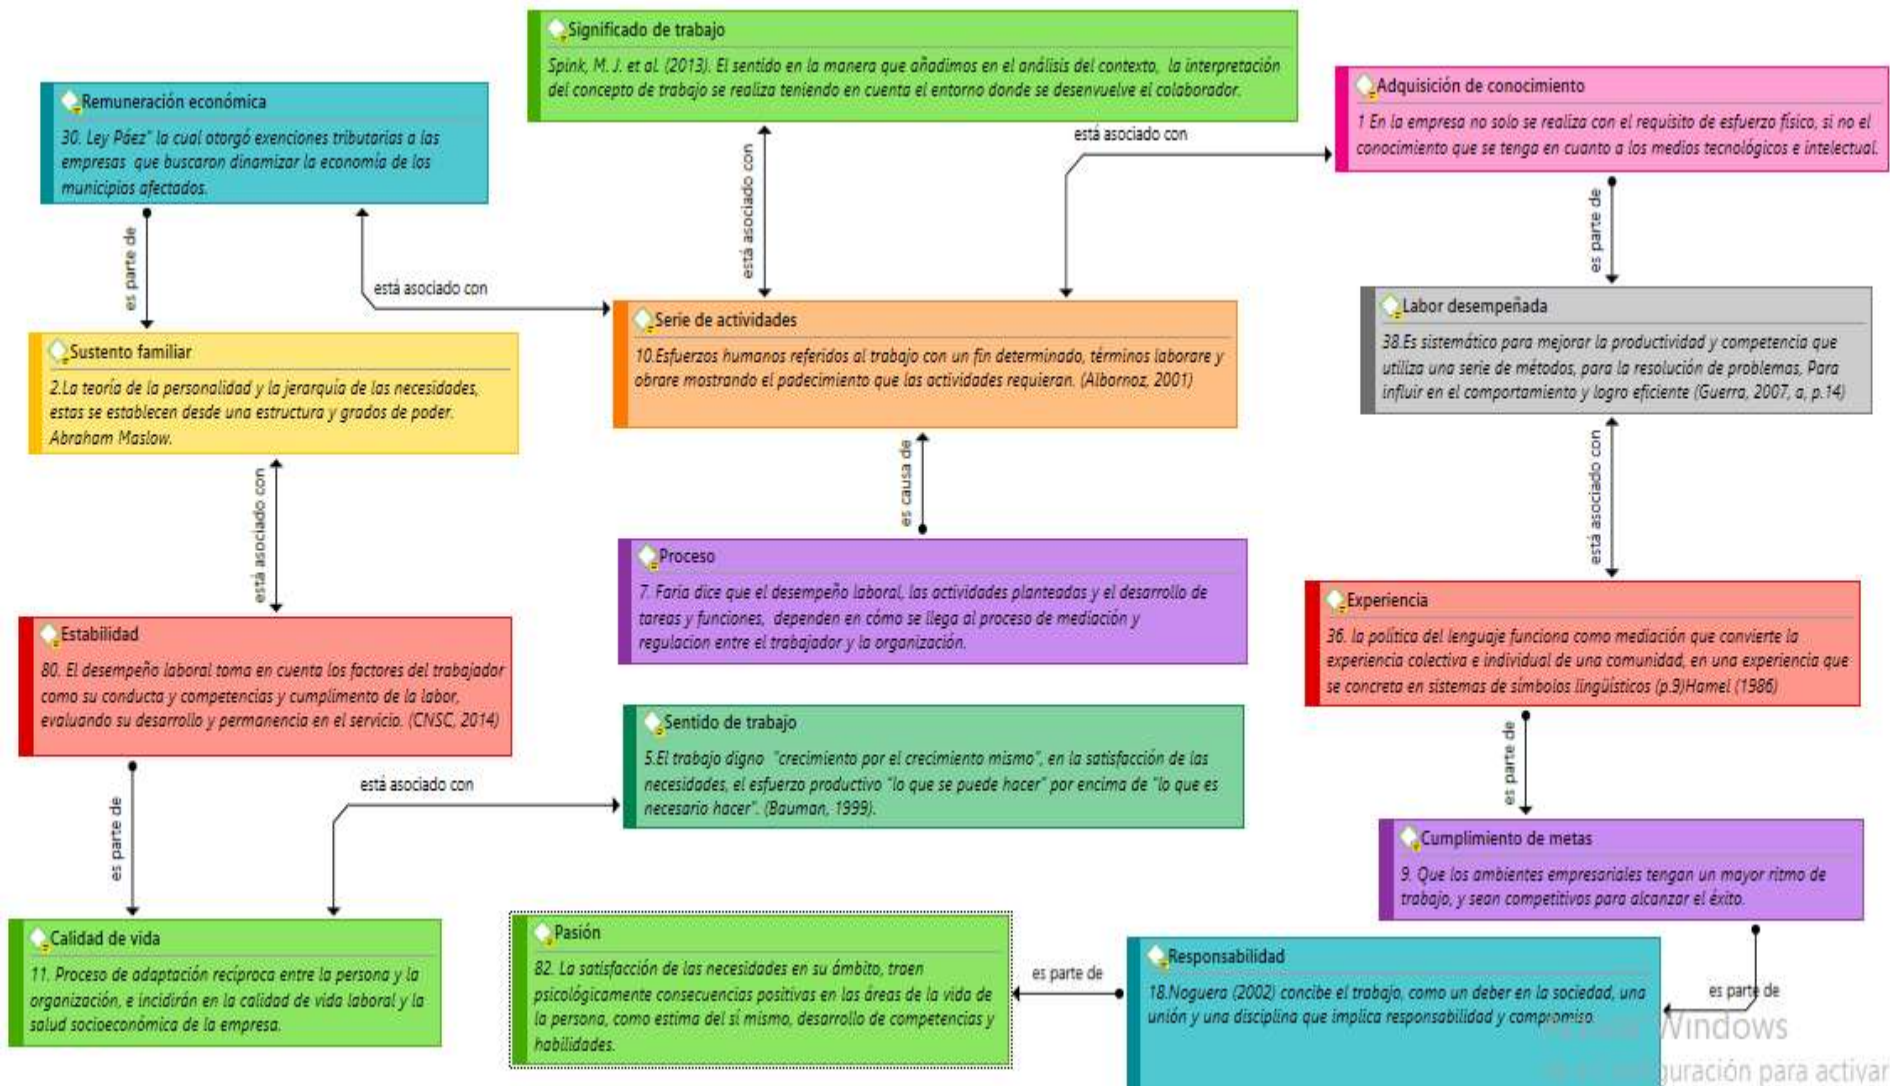 Significado de trabajo
Spink, M. J. et al. (2013). El sentido en la manera que añadimos en el análisis del contexto, la interpretación
del concepto de trabajo se realiza teniendo en cuenta el entorno donde se desenvuelve el colaborador.
Remuneración económica
30. Ley Páez" la cual otorgó exenciones tributarias a las
empresas que buscaron dinamizar la economía de los
municipios afectados.
Adquisición de conocimiento
1 En la empresa no solo se realiza con el requisito de esfuerzo físico, si no el
conocimiento que se tenga en cuanto a los medios tecnológicos e intelectual.
está asociado con
está asociado con
es parte de
es parte de
está asociado con
Serie de actividades
10.Esfuerzos humanos referidos al trabajo con un fin determinado, términos laborare y
obrare mostrando el padecimiento que las actividades requieran. (Albornoz, 2001)
Labor desempeñada
38.Es sistemático para mejorar la productividad y competencia que
utiliza una serie de métodos, para la resolución de problemas, Para
influir en el comportamiento y logro eficiente (Guerra, 2007, a, p.14)
Sustento familiar
2.La teoría de la personalidad y la jerarquía de las necesidades,
estas se establecen desde una estructura y grados de poder.
Abraham Maslow.
está asociado con
es causa de
está asociado con
Proceso
7. Faria dice que el desempeño laboral, las actividades planteadas y el desarrollo de
tareas y funciones, dependen en cómo se llega al proceso de mediación y
regulacion entre el trabajador y la organización.
Experiencia
36. la política del lenguaje funciona como mediación que convierte la
experiencia colectiva e individual de una comunidad, en una experiencia que
se concreta en sistemas de símbolos lingüísticos (p.9)Hamel (1986)
Estabilidad
80. El desempeño laboral toma en cuenta los factores del trabajador
como su conducta y competencias y cumplimento de la labor,
evaluando su desarrollo y permanencia en el servicio. (CNSC, 2014)
Sentido de trabajo
5.El trabajo digno "crecimiento por el crecimiento mismo", en la satisfacción de las
necesidades, el esfuerzo productivo "lo que se puede hacer" por encima de "lo que es
necesario hacer". (Bauman, 1999).
es parte de
está asociado con
es parte de
Cumplimiento de metas
9. Que los ambientes empresariales tengan un mayor ritmo de
trabajo, y sean competitivos para alcanzar el éxito.
Calidad de vida
11. Proceso de adaptación recíproca entre la persona y la
organización, e incidirán en la calidad de vida laboral y la
salud socioeconómica de la empresa.
Pasión
82. La satisfacción de las necesidades en su ámbito, traen
psicológicamente consecuencias positivas en las áreas de la vida de
la persona, como estima del sí mismo, desarrollo de competencias y
habilidades.
es parte de
Responsabilidad
18.Noguera (2002) concibe el trabajo, como un deber en la sociedad, una
unión y una disciplina que implica responsabilidad y compromiso.
es parte de
Windows
para activar